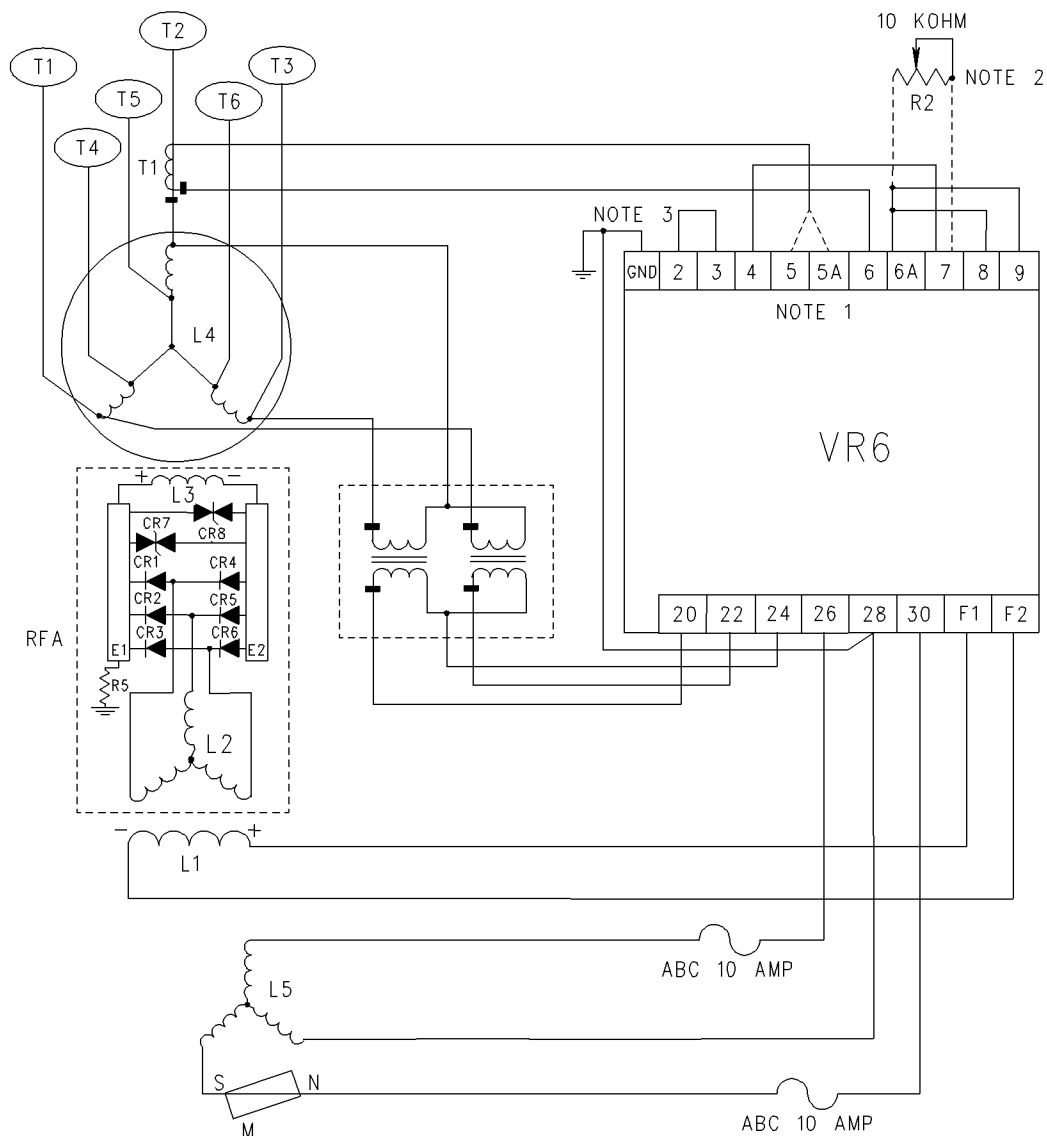 10 KOHM
T2
T1
T3
T5
T6
NOTE 2
R2
T4
T1
NOTE 3
GND 2 3 4 5 5A 6 6A 7 8 9
NOTE 1
L4
VR6
+ -
L3
CR7
CR8
CR1 CR4
CR2 CR5
20 22 24 26 28 30 F1 F2
RFA
CR3 CR6
E1 E2
R5
L2
- +
L1
ABC 10 AMP
L5
S N
M
ABC 10 AMP